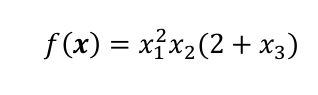 f(x) = x₁²x₂(2 + x₃)